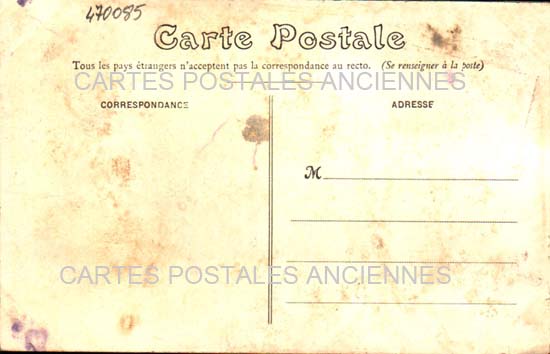 470085
Carte Postale
Tous les pays étrangers n'acceptent pas la correspondance au recto. (Se renseigner à la poste)
CARTES POSTALES ANCIENNES
CORRESPONDANCE
ADRESSE
M
CARTES POSTALES ANCIENNES